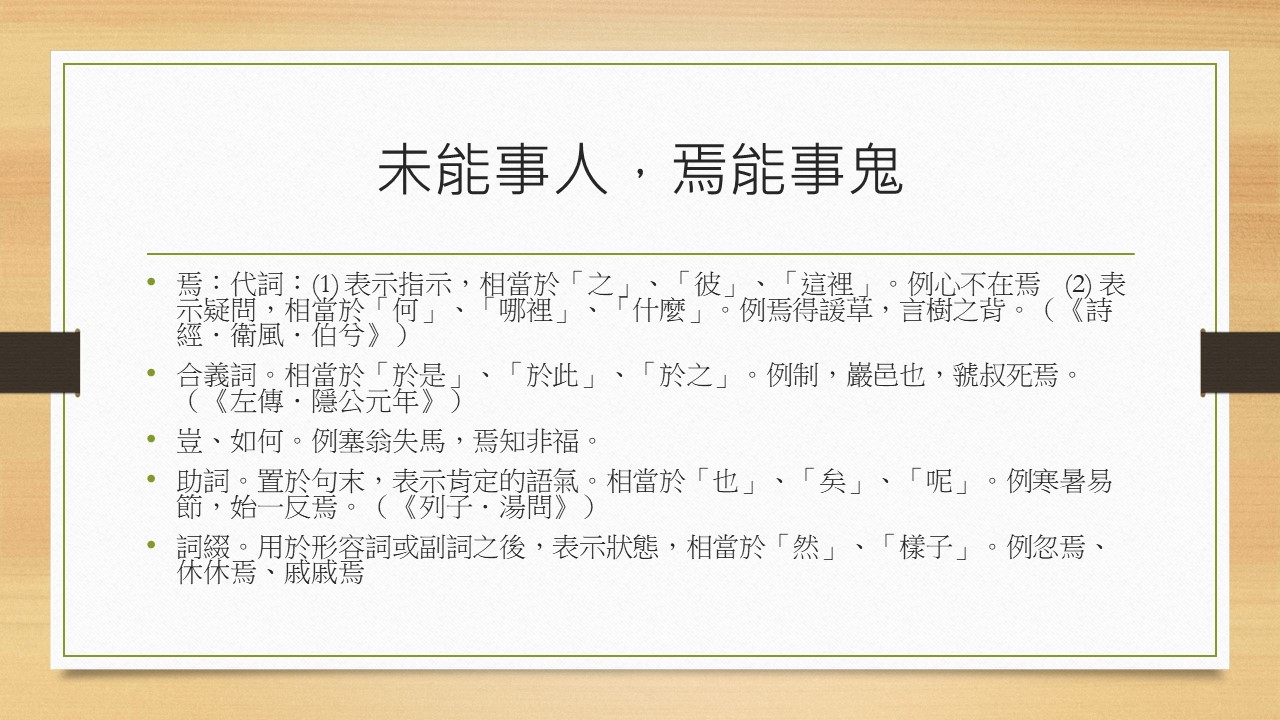 未能事人，焉能事鬼
• 焉：代詞：(1) 表示指示，相當於「之」、「彼」、「這裡」。例心不在焉　(2) 表
示疑問，相當於「何」、「哪裡」、「什麼」。例焉得諼草，言樹之背。（《詩
經．衛風．伯兮》）
• 合義詞。相當於「於是」、「於此」、「於之」。例制，巖邑也，虢叔死焉。
（《左傳．隱公元年》）
• 豈、如何。例塞翁失馬，焉知非福。
• 助詞。置於句末，表示肯定的語氣。相當於「也」、「矣」、「呢」。例寒暑易
節，始一反焉。（《列子．湯問》）
• 詞綴。用於形容詞或副詞之後，表示狀態，相當於「然」、「樣子」。例忽焉、
休休焉、戚戚焉